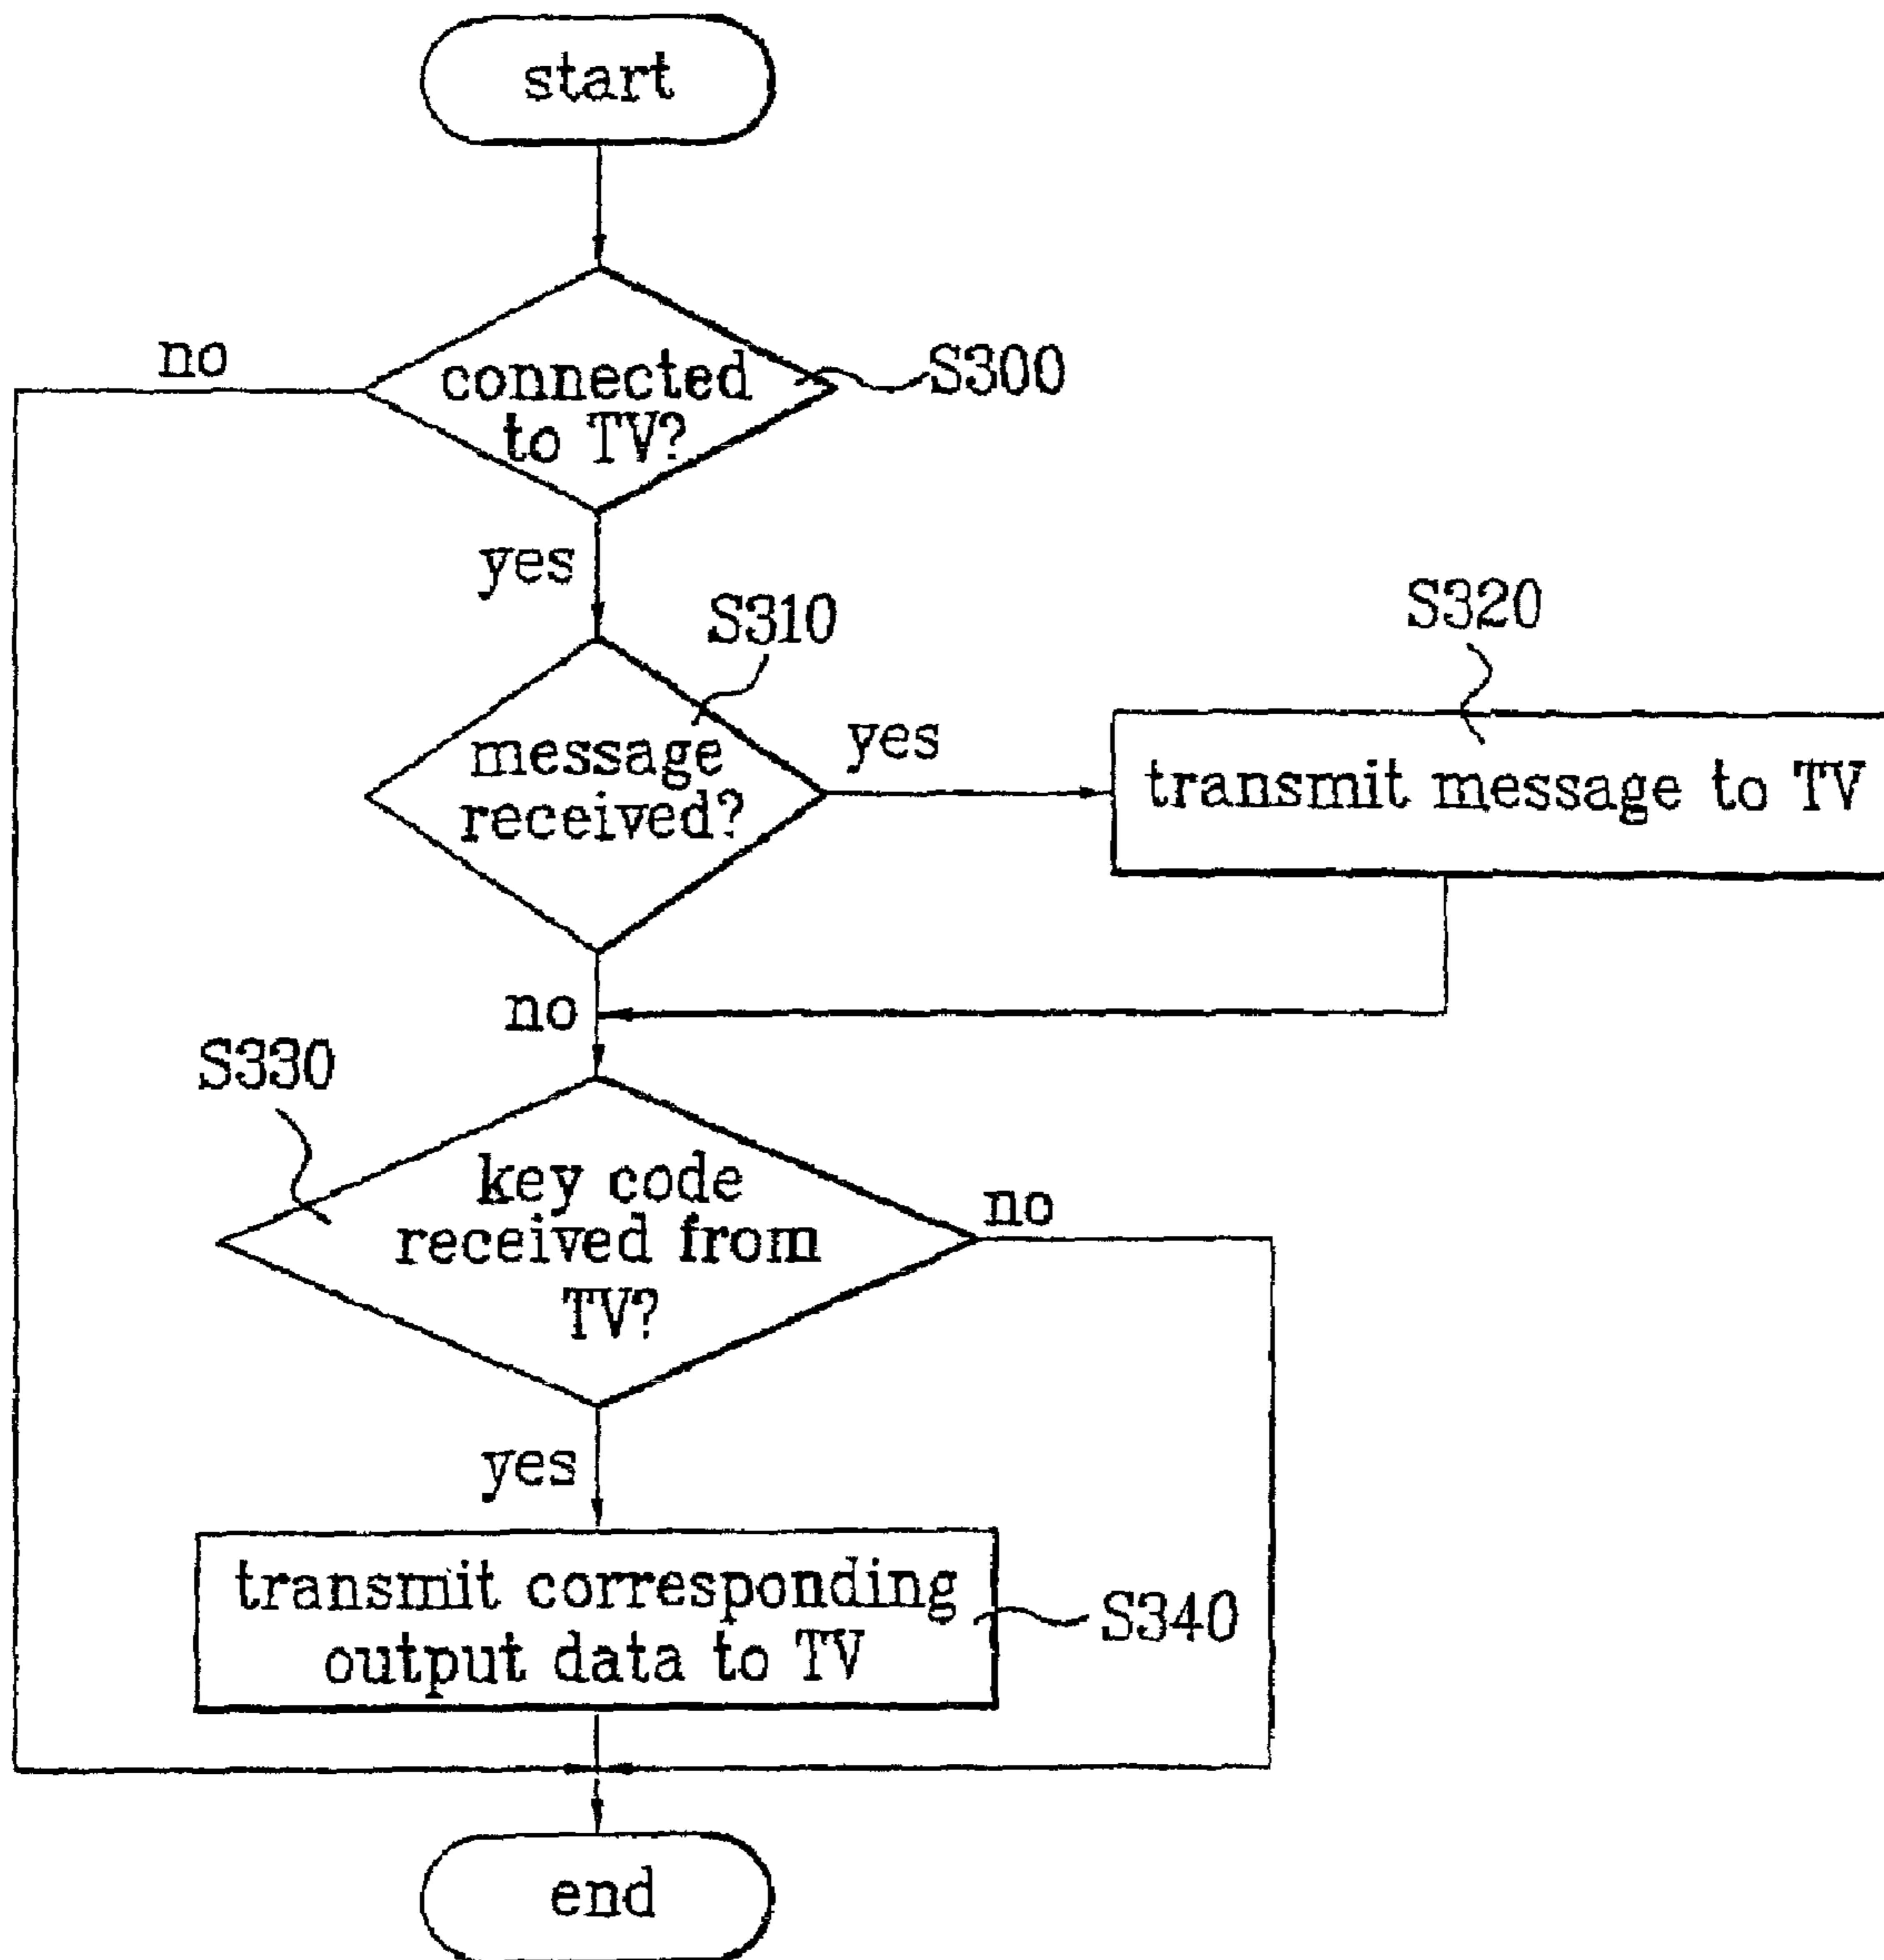 start
no
connected
to TV?
S300
yes
S310
S320
message
received?
yes
transmit message to TV
no
S330
key code
received from
TV?
no
yes
transmit corresponding
output data to TV
S340
end